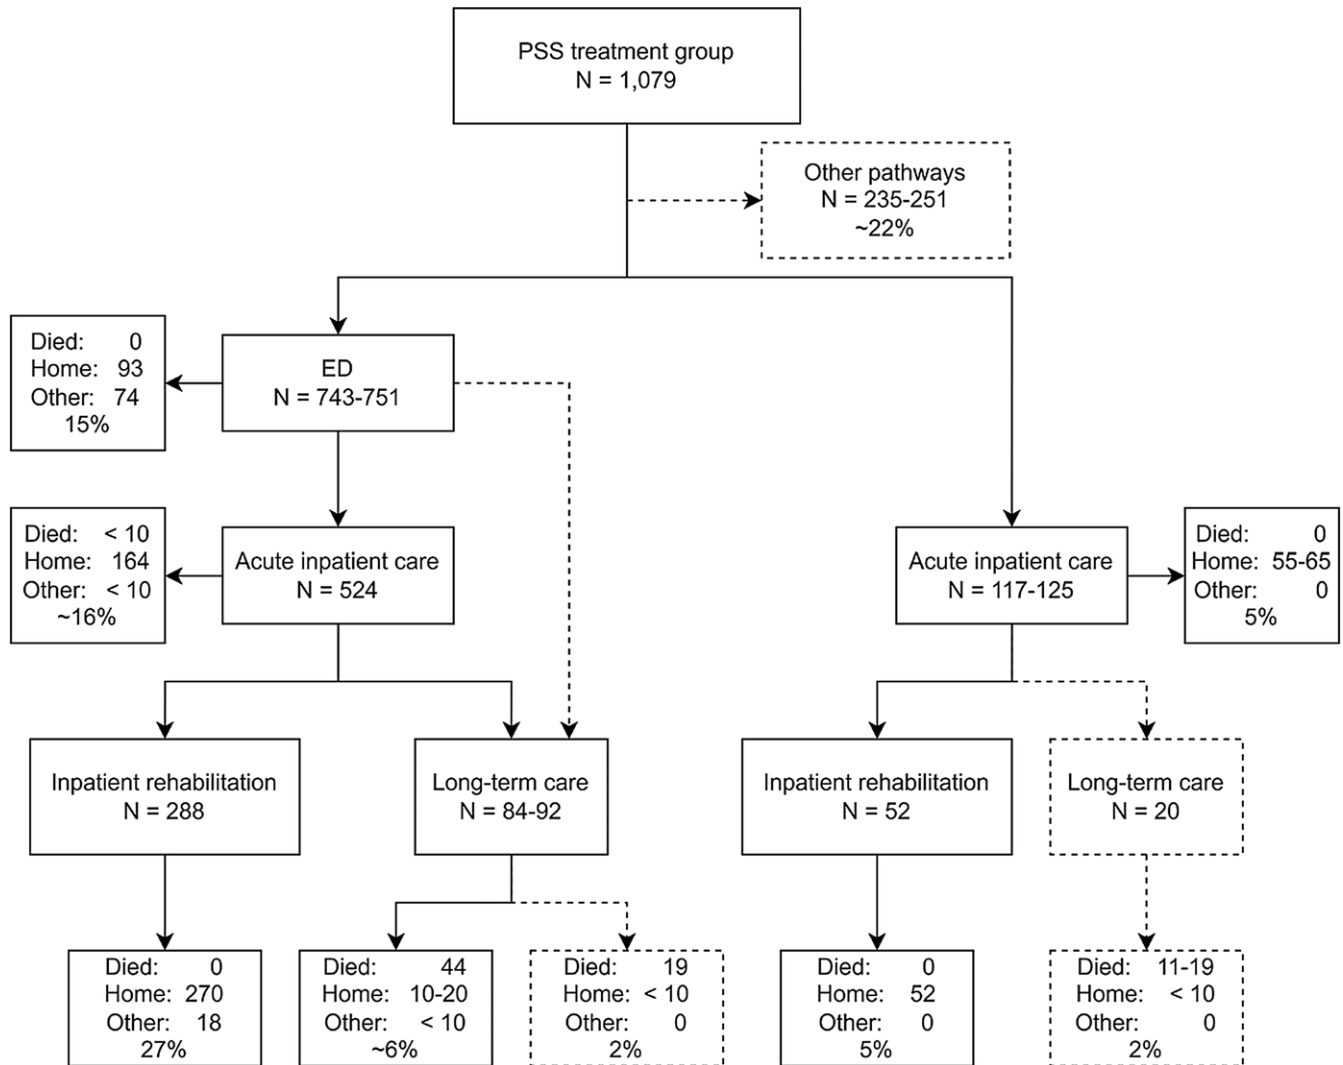 PSS treatment group
N = 1,079
Other pathways
N = 235-251
~22%
Died: 0
Home: 93
Other: 74
15%
ED
N = 743-751
Died: < 10
Home: 164
Other: < 10
~16%
Acute inpatient care
N = 524
Acute inpatient care
N = 117-125
Died: 0
Home: 55-65
Other: 0
5%
Inpatient rehabilitation
N = 288
Long-term care
N = 84-92
Inpatient rehabilitation
N = 52
Long-term care
N = 20
Died: 0
Home: 270
Other: 18
27%
Died: 44
Home: 10-20
Other: < 10
~6%
Died: 19
Home: < 10
Other: 0
2%
Died: 0
Home: 52
Other: 0
5%
Died: 11-19
Home: < 10
Other: 0
2%